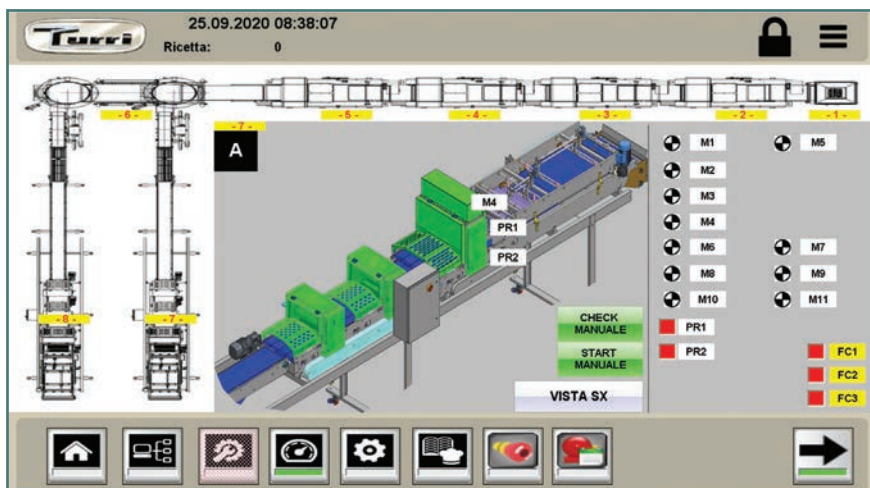 Turri
25.09.2020 08:38:07
Ricetta: 0
- 6 -
- 5 -
- 4 -
- 3 -
- 2 -
- 1 -
- 7 -
A
M4
PR1
PR2
- 8 -
- 7 -
CHECK
MANUALE
START
MANUALE
VISTA SX
M1 M5
M2
M3
M4
M6 M7
M8 M9
M10 M11
PR1
PR2 FC1
FC2
FC3